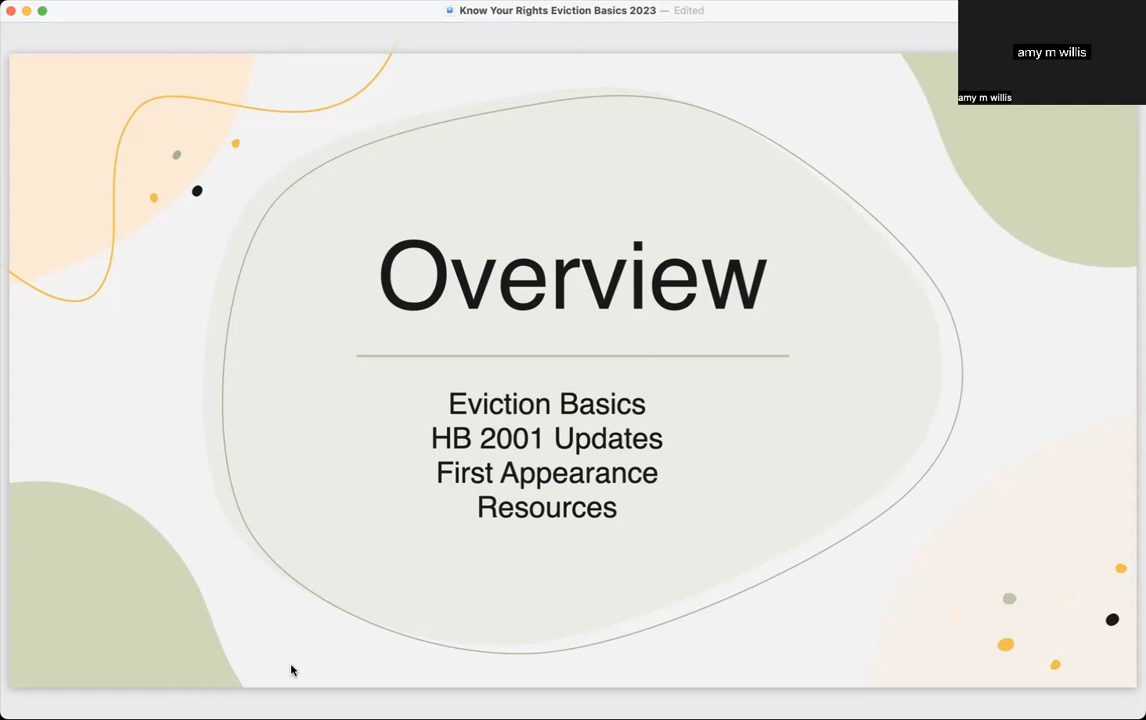 Know Your Rights Eviction Basics 2023 — Edited
amy m willis
amy m willis
Overview
Eviction Basics
HB 2001 Updates
First Appearance
Resources